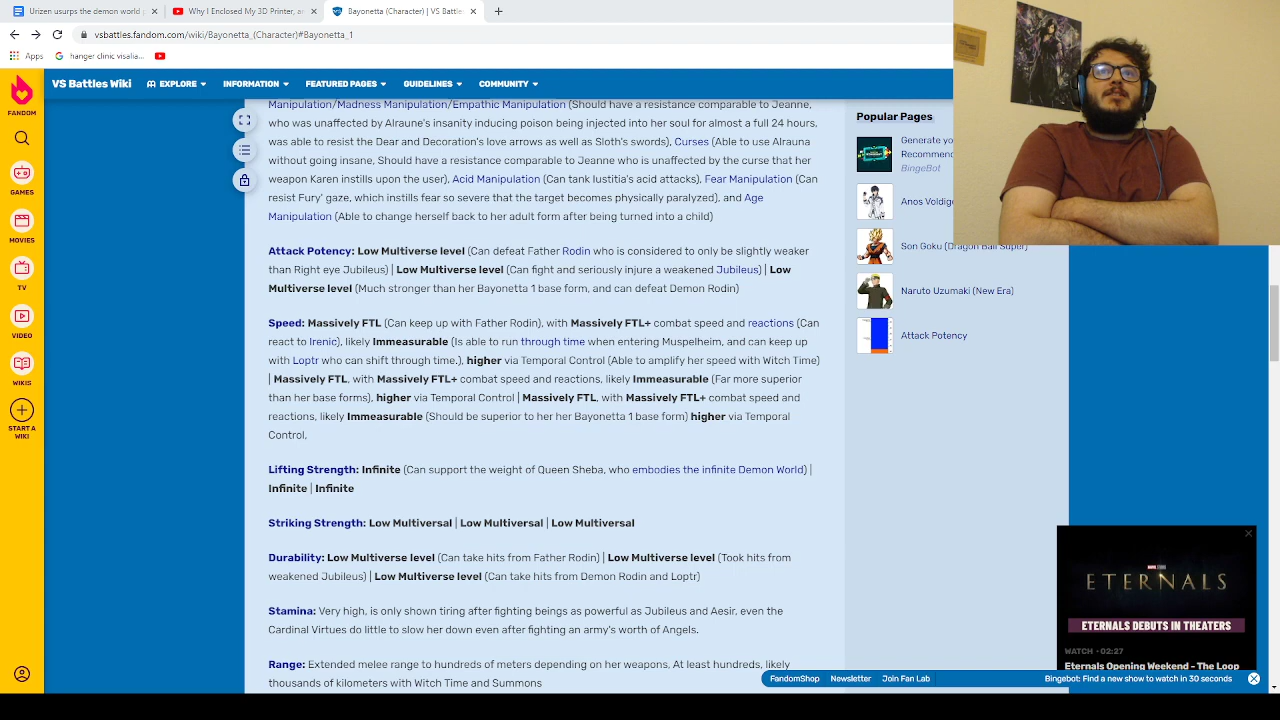 Urizen usurps the demon world
Why I Enclosed My 3D Printer, a
Bayonetta (Character) | VS Battle
vsbattles.fandom.com/wiki/Bayonetta_(Character)#Bayonetta_1
Apps
hanger clinic visalia...
FANDOM
GAMES
MOVIES
TV
VIDEO
WIKIS
START A
WIKI
VS Battles Wiki
EXPLORE
INFORMATION
FEATURED PAGES
GUIDELINES
COMMUNITY
Manipulation/Madness Manipulation/Empathic Manipulation (Should have a resistance comparable to Jeanne,
who was unaffected by Alraune's insanity inducing poison being injected into her soul for almost a full 24 hours,
was able to resist the Dear and Decoration's love arrows as well as Sloth's swords), Curses (Able to use Alrauna
without going insane, Should have a resistance comparable to Jeanne who is unaffected by the curse that her
weapon Karen instills upon the user), Acid Manipulation (Can tank Iustitia's acid attacks), Fear Manipulation (Can
resist Fury' gaze, which instills fear so severe that the target becomes physically paralyzed). and Age
Manipulation (Able to change herself back to her adult form after being turned into a child)
Attack Potency: Low Multiverse level (Can defeat Father Rodin who is considered to only be slightly weaker
than Right eye Jubileus) | Low Multiverse level (Can fight and seriously injure a weakened Jubileus) | Low
Multiverse level (Much stronger than her Bayonetta 1 base form, and can defeat Demon Rodin)
Speed: Massively FTL (Can keep up with Father Rodin), with Massively FTL+ combat speed and reactions (Can
react to Irenic), likely Immeasurable (Is able to run through time when entering Muspelheim, and can keep up
with Loptr who can shift through time.), higher via Temporal Control (Able to amplify her speed with Witch Time)
| Massively FTL, with Massively FTL+ combat speed and reactions, likely Immeasurable (Far more superior
than her base forms), higher via Temporal Control | Massively FTL, with Massively FTL+ combat speed and
reactions, likely Immeasurable (Should be superior to her her Bayonetta 1 base form) higher via Temporal
Control,
Lifting Strength: Infinite (Can support the weight of Queen Sheba, who embodies the infinite Demon World) |
Infinite | Infinite
Striking Strength: Low Multiversal | Low Multiversal | Low Multiversal
Durability: Low Multiverse level (Can take hits from Father Rodin) | Low Multiverse level (Took hits from
weakened Jubileus) | Low Multiverse level (Can take hits from Demon Rodin and Loptr)
Stamina: Very high, is only shown tiring after fighting beings as powerful as Jubileus and Aesir, even the
Cardinal Virtues do little to slow her down even after fighting an army's worth of Angels.
Range: Extended melee range to hundreds of meters depending on her weapons, At least hundreds, likely
thousands of kilometers with Witch Time and Summons
Popular Pages
Generate yo
Recommenc
BingeBot
Anos Voldig
Son Goku (Dragon Ball Super)
Naruto Uzumaki (New Era)
Attack Potency
ETERNALS
ETERNALS DEBUTS IN THEATERS
WATCH • 02:27
Eternals Opening Weekend - The Loop
FandomShop
Newsletter
Join Fan Lab
Bingebot: Find a new show to watch in 30 seconds